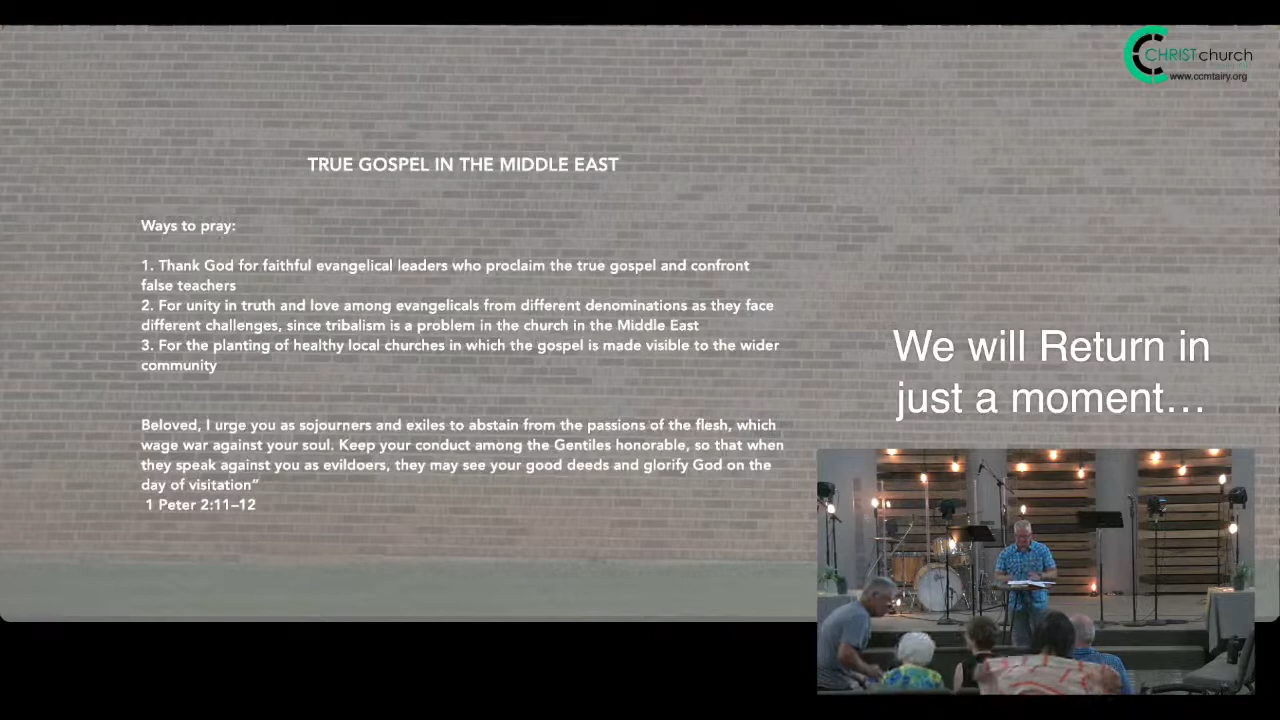 CHRISTchurch
www.ccmtairy.org
TRUE GOSPEL IN THE MIDDLE EAST
Ways to pray:
1. Thank God for faithful evangelical leaders who proclaim the true gospel and confront
false teachers
2. For unity in truth and love among evangelicals from different denominations as they face
different challenges, since tribalism is a problem in the church in the Middle East
3. For the planting of healthy local churches in which the gospel is made visible to the wider
community
Beloved, I urge you as sojourners and exiles to abstain from the passions of the flesh, which
wage war against your soul. Keep your conduct among the Gentiles honorable, so that when
they speak against you as evildoers, they may see your good deeds and glorify God on the
day of visitation”
1 Peter 2:11–12
We will Return in
just a moment…